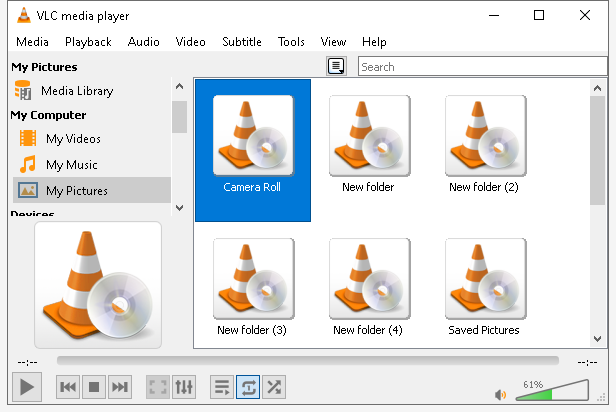 VLC media player
Media Playback Audio Video Subtitle Tools View Help
My Pictures
Search
Media Library
My Computer
My Videos
My Music
My Pictures
Devices
Camera Roll
New folder
New folder (2)
New folder (3)
New folder (4)
Saved Pictures
--:--
--:--
61%